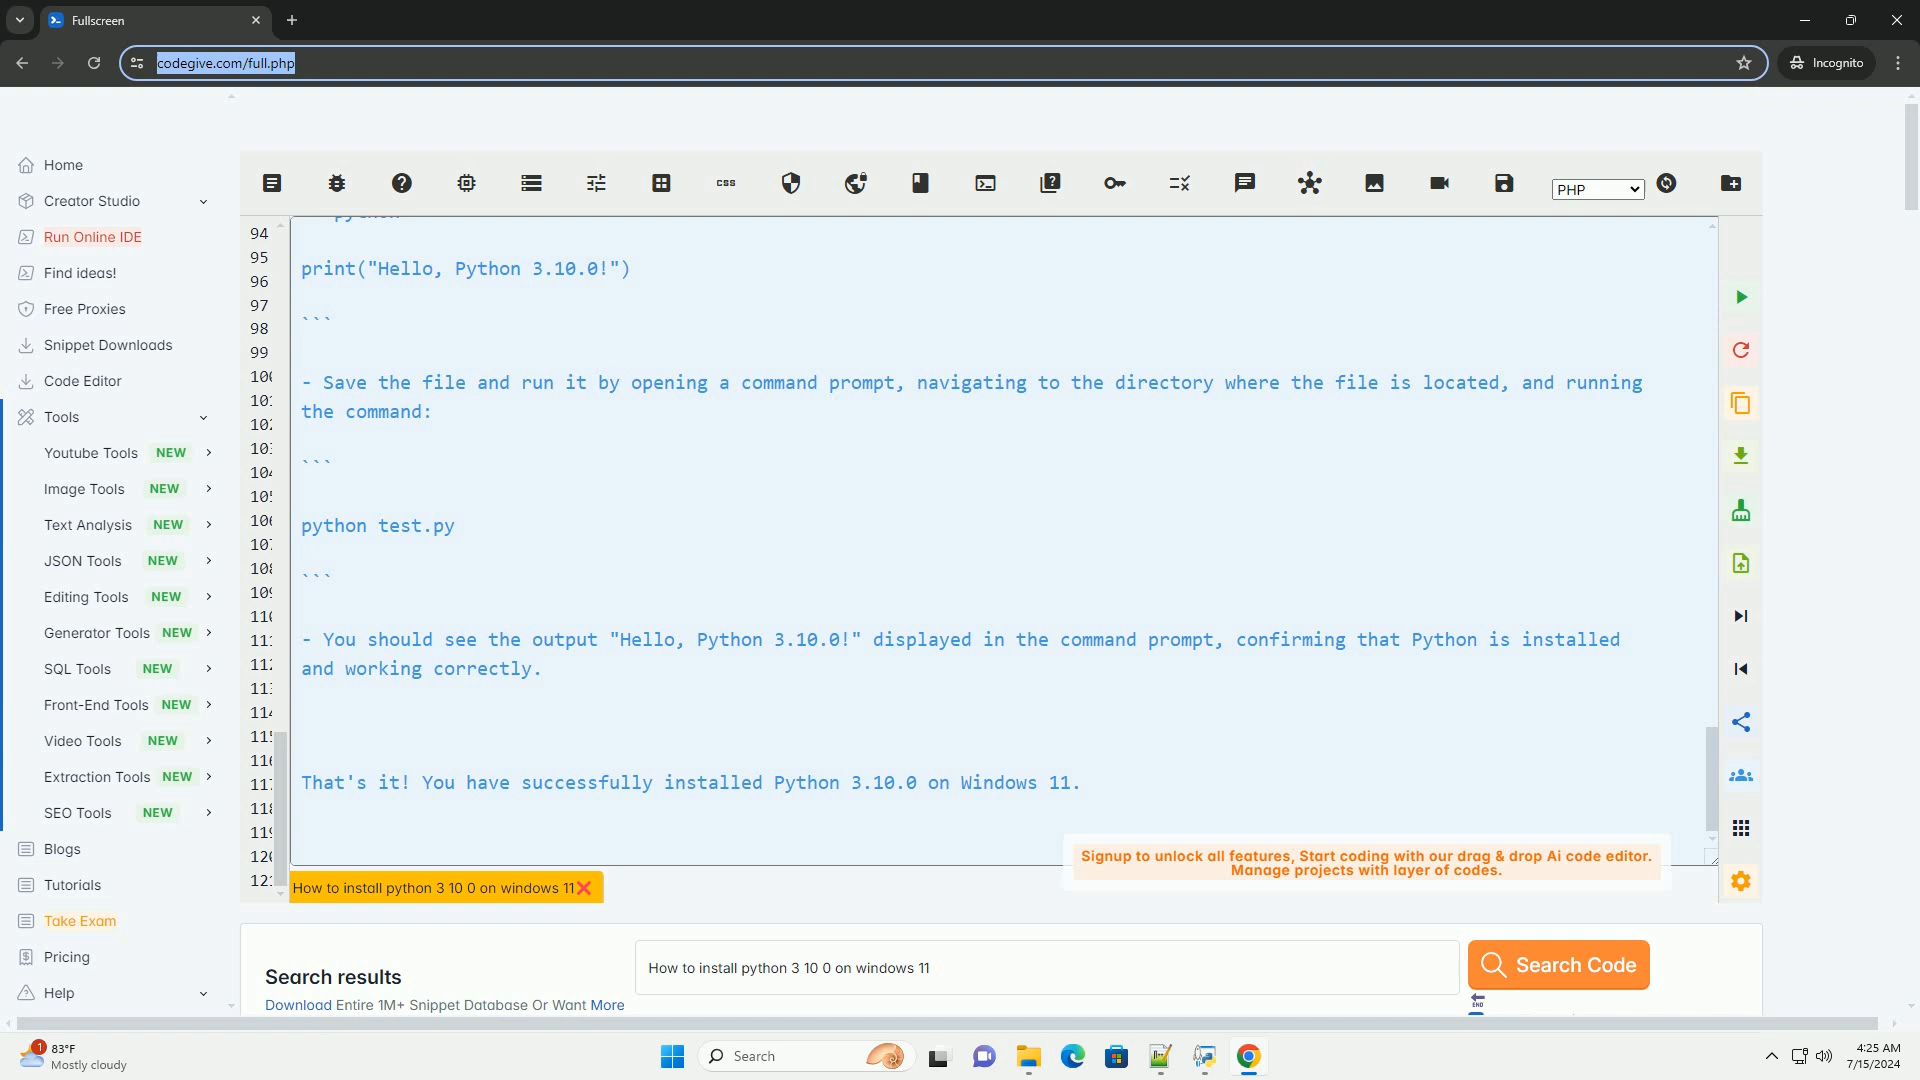 Fullscreen
codegive.com/full.php
Incognito
Home
Creator Studio
Run Online IDE
Find ideas!
Free Proxies
Snippet Downloads
Code Editor
Tools
Youtube Tools NEW
Image Tools NEW
Text Analysis NEW
JSON Tools NEW
Editing Tools NEW
Generator Tools NEW
SQL Tools NEW
Front-End Tools NEW
Video Tools NEW
Extraction Tools NEW
SEO Tools NEW
Blogs
Tutorials
Take Exam
Pricing
Help
css
PHP
94
95
96
97
98
99
print("Hello, Python 3.10.0!")
```
- Save the file and run it by opening a command prompt, navigating to the directory where the file is located, and running
the command:
```
python test.py
```
- You should see the output "Hello, Python 3.10.0!" displayed in the command prompt, confirming that Python is installed
and working correctly.
That's it! You have successfully installed Python 3.10.0 on Windows 11.
Signup to unlock all features, Start coding with our drag & drop Ai code editor.
Manage projects with layer of codes.
How to install python 3 10 0 on windows 11
Search results
Download Entire 1M+ Snippet Database Or Want More
How to install python 3 10 0 on windows 11
Search Code
END
1
83°F
Mostly cloudy
Search
4:25 AM
7/15/2024